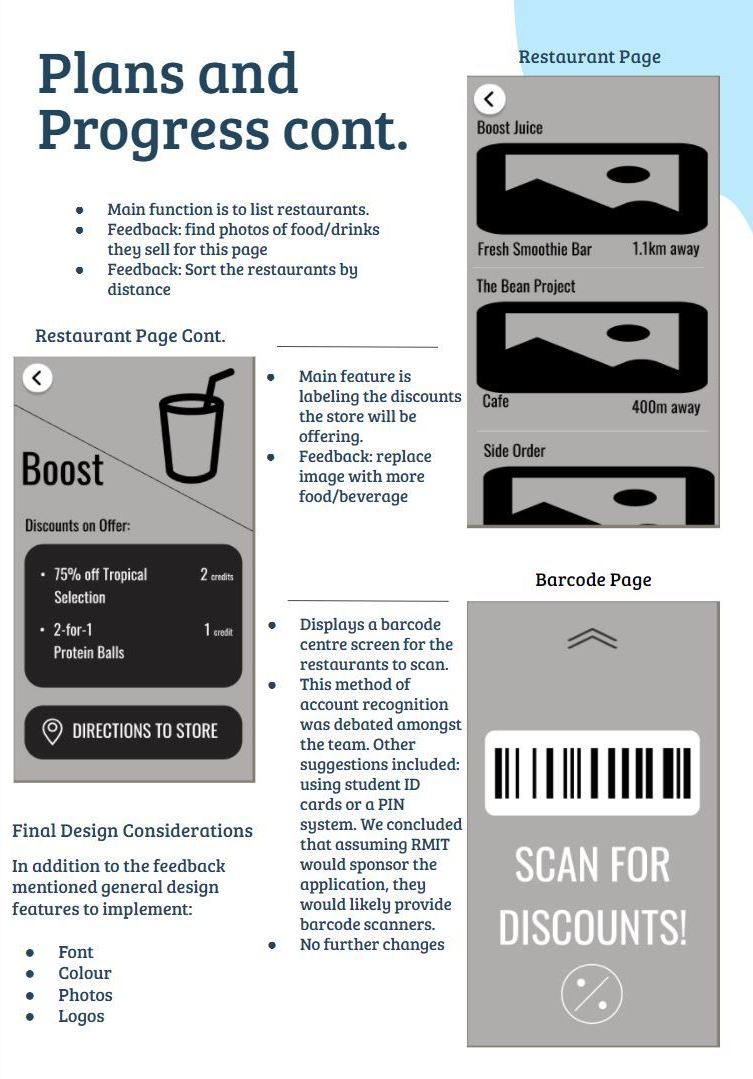 Plans and
Progress cont.
Main function is to list restaurants.
Feedback: find photos of food/drinks
they sell for this page
Feedback: Sort the restaurants by
distance
Restaurant Page
Boost Juice
Fresh Smoothie Bar 1.1km away
The Bean Project
Cafe 400m away
Side Order
Restaurant Page Cont.
Boost
Discounts on Offer:
• 75% off Tropical 2 credits
Selection
• 2-for-1 1 credit
Protein Balls
DIRECTIONS TO STORE
Main feature is
labeling the discounts
the store will be
offering.
Feedback: replace
image with more
food/beverage
Barcode Page
SCAN FOR
DISCOUNTS!
Displays a barcode
centre screen for the
restaurants to scan.
This method of
account recognition
was debated amongst
the team. Other
suggestions included:
using student ID
cards or a PIN
system. We concluded
that assuming RMIT
would sponsor the
application, they
would likely provide
barcode scanners.
No further changes
Final Design Considerations
In addition to the feedback
mentioned general design
features to implement:
Font
Colour
Photos
Logos